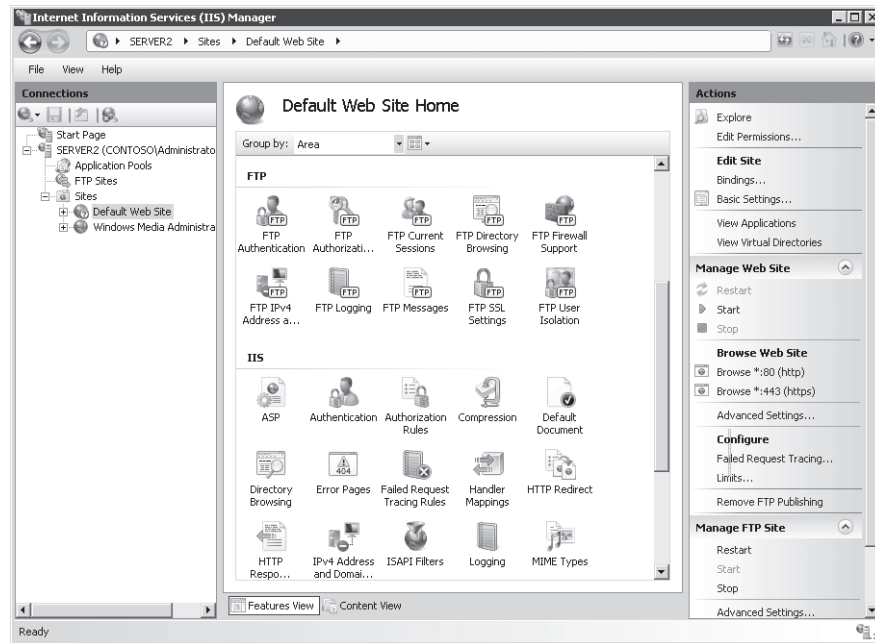 Internet Information Services (IIS) Manager
SERVER2 Sites Default Web Site
File View Help
Connections
Start Page
SERVER2 (CONTOSO\Administrato
Application Pools
FTP Sites
Sites
Default Web Site
Windows Media Administra
Default Web Site Home
Group by: Area
FTP
FTP Authentication
FTP Authorizati...
FTP Current Sessions
FTP Directory Browsing
FTP Firewall Support
FTP IPv4 Address a...
FTP Logging
FTP Messages
FTP SSL Settings
FTP User Isolation
IIS
ASP
Authentication
Authorization Rules
Compression
Default Document
Directory Browsing
404
Error Pages
Failed Request Tracing Rules
Handler Mappings
HTTP Redirect
HTTP Respo...
IPv4 Address and Domai...
ISAPI Filters
Logging
MIME Types
Features View
Content View
Actions
Explore
Edit Permissions...
Edit Site
Bindings...
Basic Settings...
View Applications
View Virtual Directories
Manage Web Site
Restart
Start
Stop
Browse Web Site
Browse *:80 (http)
Browse *:443 (https)
Advanced Settings...
Configure
Failed Request Tracing...
Limits...
Remove FTP Publishing
Manage FTP Site
Restart
Start
Stop
Advanced Settings...
Ready